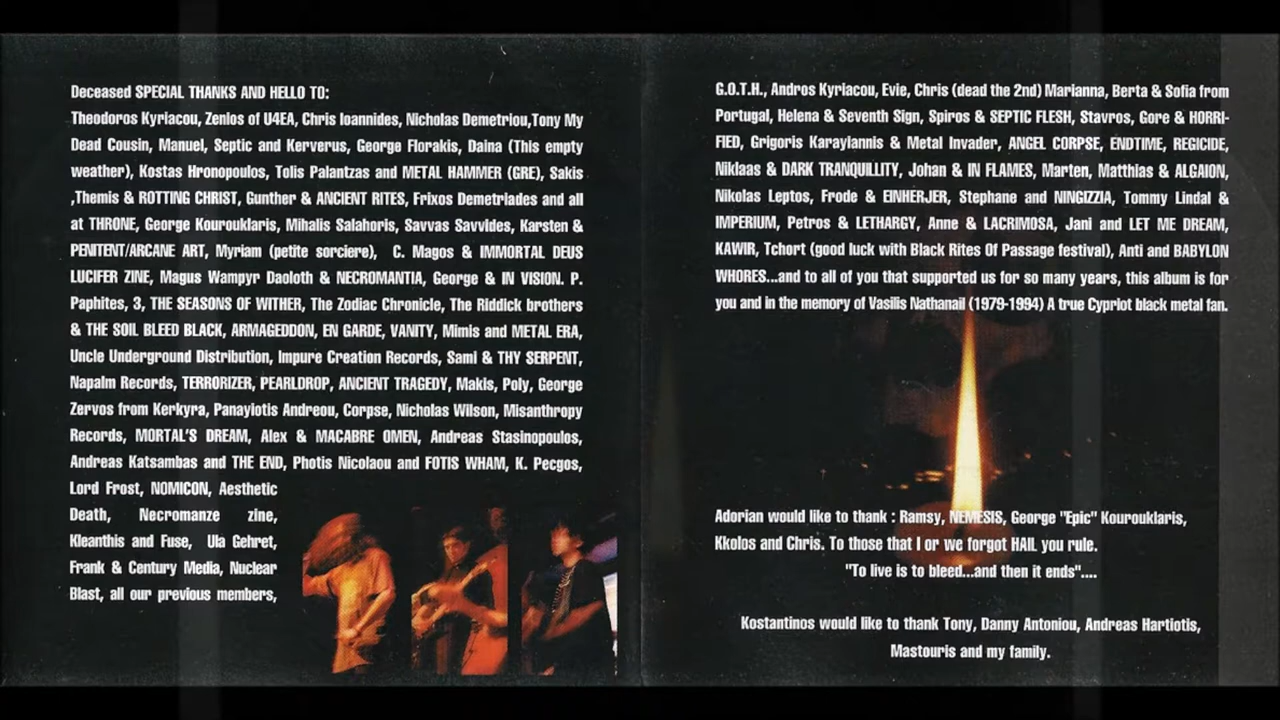 Deceased SPECIAL THANKS AND HELLO TO:
Theodoros Kyriacou, Zenios of U4EA, Chris Ioannides, Nicholas Demetriou,Tony My
Dead Cousin, Manuel, Septic and Kerverus, George Florakis, Daina (This empty
weather), Kostas Hronopoulos, Tolis Palantzas and METAL HAMMER (GRE), Sakis
,Themis & ROTTING CHRIST, Gunther & ANCIENT RITES, Frixos Demetriades and all
at THRONE, George Kourouklaris, Mihalis Salahoris, Savvas Savvides, Karsten &
PENITENT/ARCANE ART, Myriam (petite sorciere), C. Magos & IMMORTAL DEUS
LUCIFER ZINE, Magus Wampyr Daoloth & NECROMANTIA, George & IN VISION. P.
Paphites, 3, THE SEASONS OF WITHER, The Zodiac Chronicle, The Riddick brothers
& THE SOIL BLEED BLACK, ARMAGEDDON, EN GARDE, VANITY, Mimis and METAL ERA,
Uncle Underground Distribution, Impure Creation Records, Sami & THY SERPENT,
Napalm Records, TERRORIZER, PEARLDROP, ANCIENT TRAGEDY, Makis, Poly, George
Zervos from Kerkyra, Panayiotis Andreou, Corpse, Nicholas Wilson, Misanthropy
Records, MORTAL'S DREAM, Alex & MACABRE OMEN, Andreas Stasinopoulos,
Andreas Katsambas and THE END, Photis Nicolaou and FOTIS WHAM, K. Pecgos,
Lord Frost, NOMICON, Aesthetic
Death, Necromanze zine,
Kleanthis and Fuse, Ula Gehret,
Frank & Century Media, Nuclear
Blast, all our previous members,
G.O.T.H., Andros Kyriacou, Evie, Chris (dead the 2nd) Marianna, Berta & Sofia from
Portugal, Helena & Seventh Sign, Spiros & SEPTIC FLESH, Stavros, Gore & HORRI-
FIED, Grigoris Karayiannis & Metal Invader, ANGEL CORPSE, ENDTIME, REGICIDE,
Niklaas & DARK TRANQUILLITY, Johan & IN FLAMES, Marten, Matthias & ALGAION,
Nikolas Leptos, Frode & EINHERJER, Stephane and NINGIZZIA, Tommy Lindal &
IMPERIUM, Petros & LETHARGY, Anne & LACRIMOSA, Jani and LET ME DREAM,
KAWIR, Tchort (good luck with Black Rites Of Passage festival), Anti and BABYLON
WHORES...and to all of you that supported us for so many years, this album is for
you and in the memory of Vasilis Nathanail (1979-1994) A true Cypriot black metal fan.
Adorian would like to thank : Ramsy, NEMESIS, George "Epic" Kourouklaris,
Kkolos and Chris. To those that I or we forgot HAIL you rule.
"To live is to bleed...and then it ends"....
Kostantinos would like to thank Tony, Danny Antoniou, Andreas Hartiotis,
Mastouris and my family.